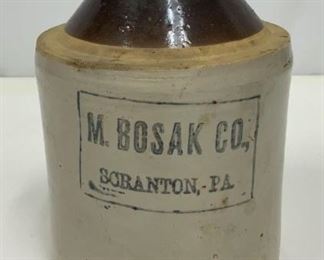 M. BOSAK CO.,
SCRANTON, PA.